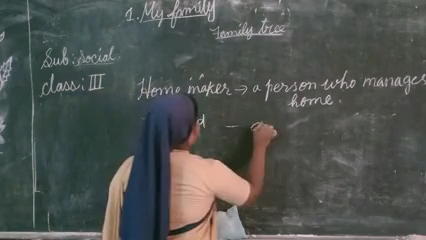 1. My family
Family tree
Sub: social
class: III
Home maker → a person who manages
home.